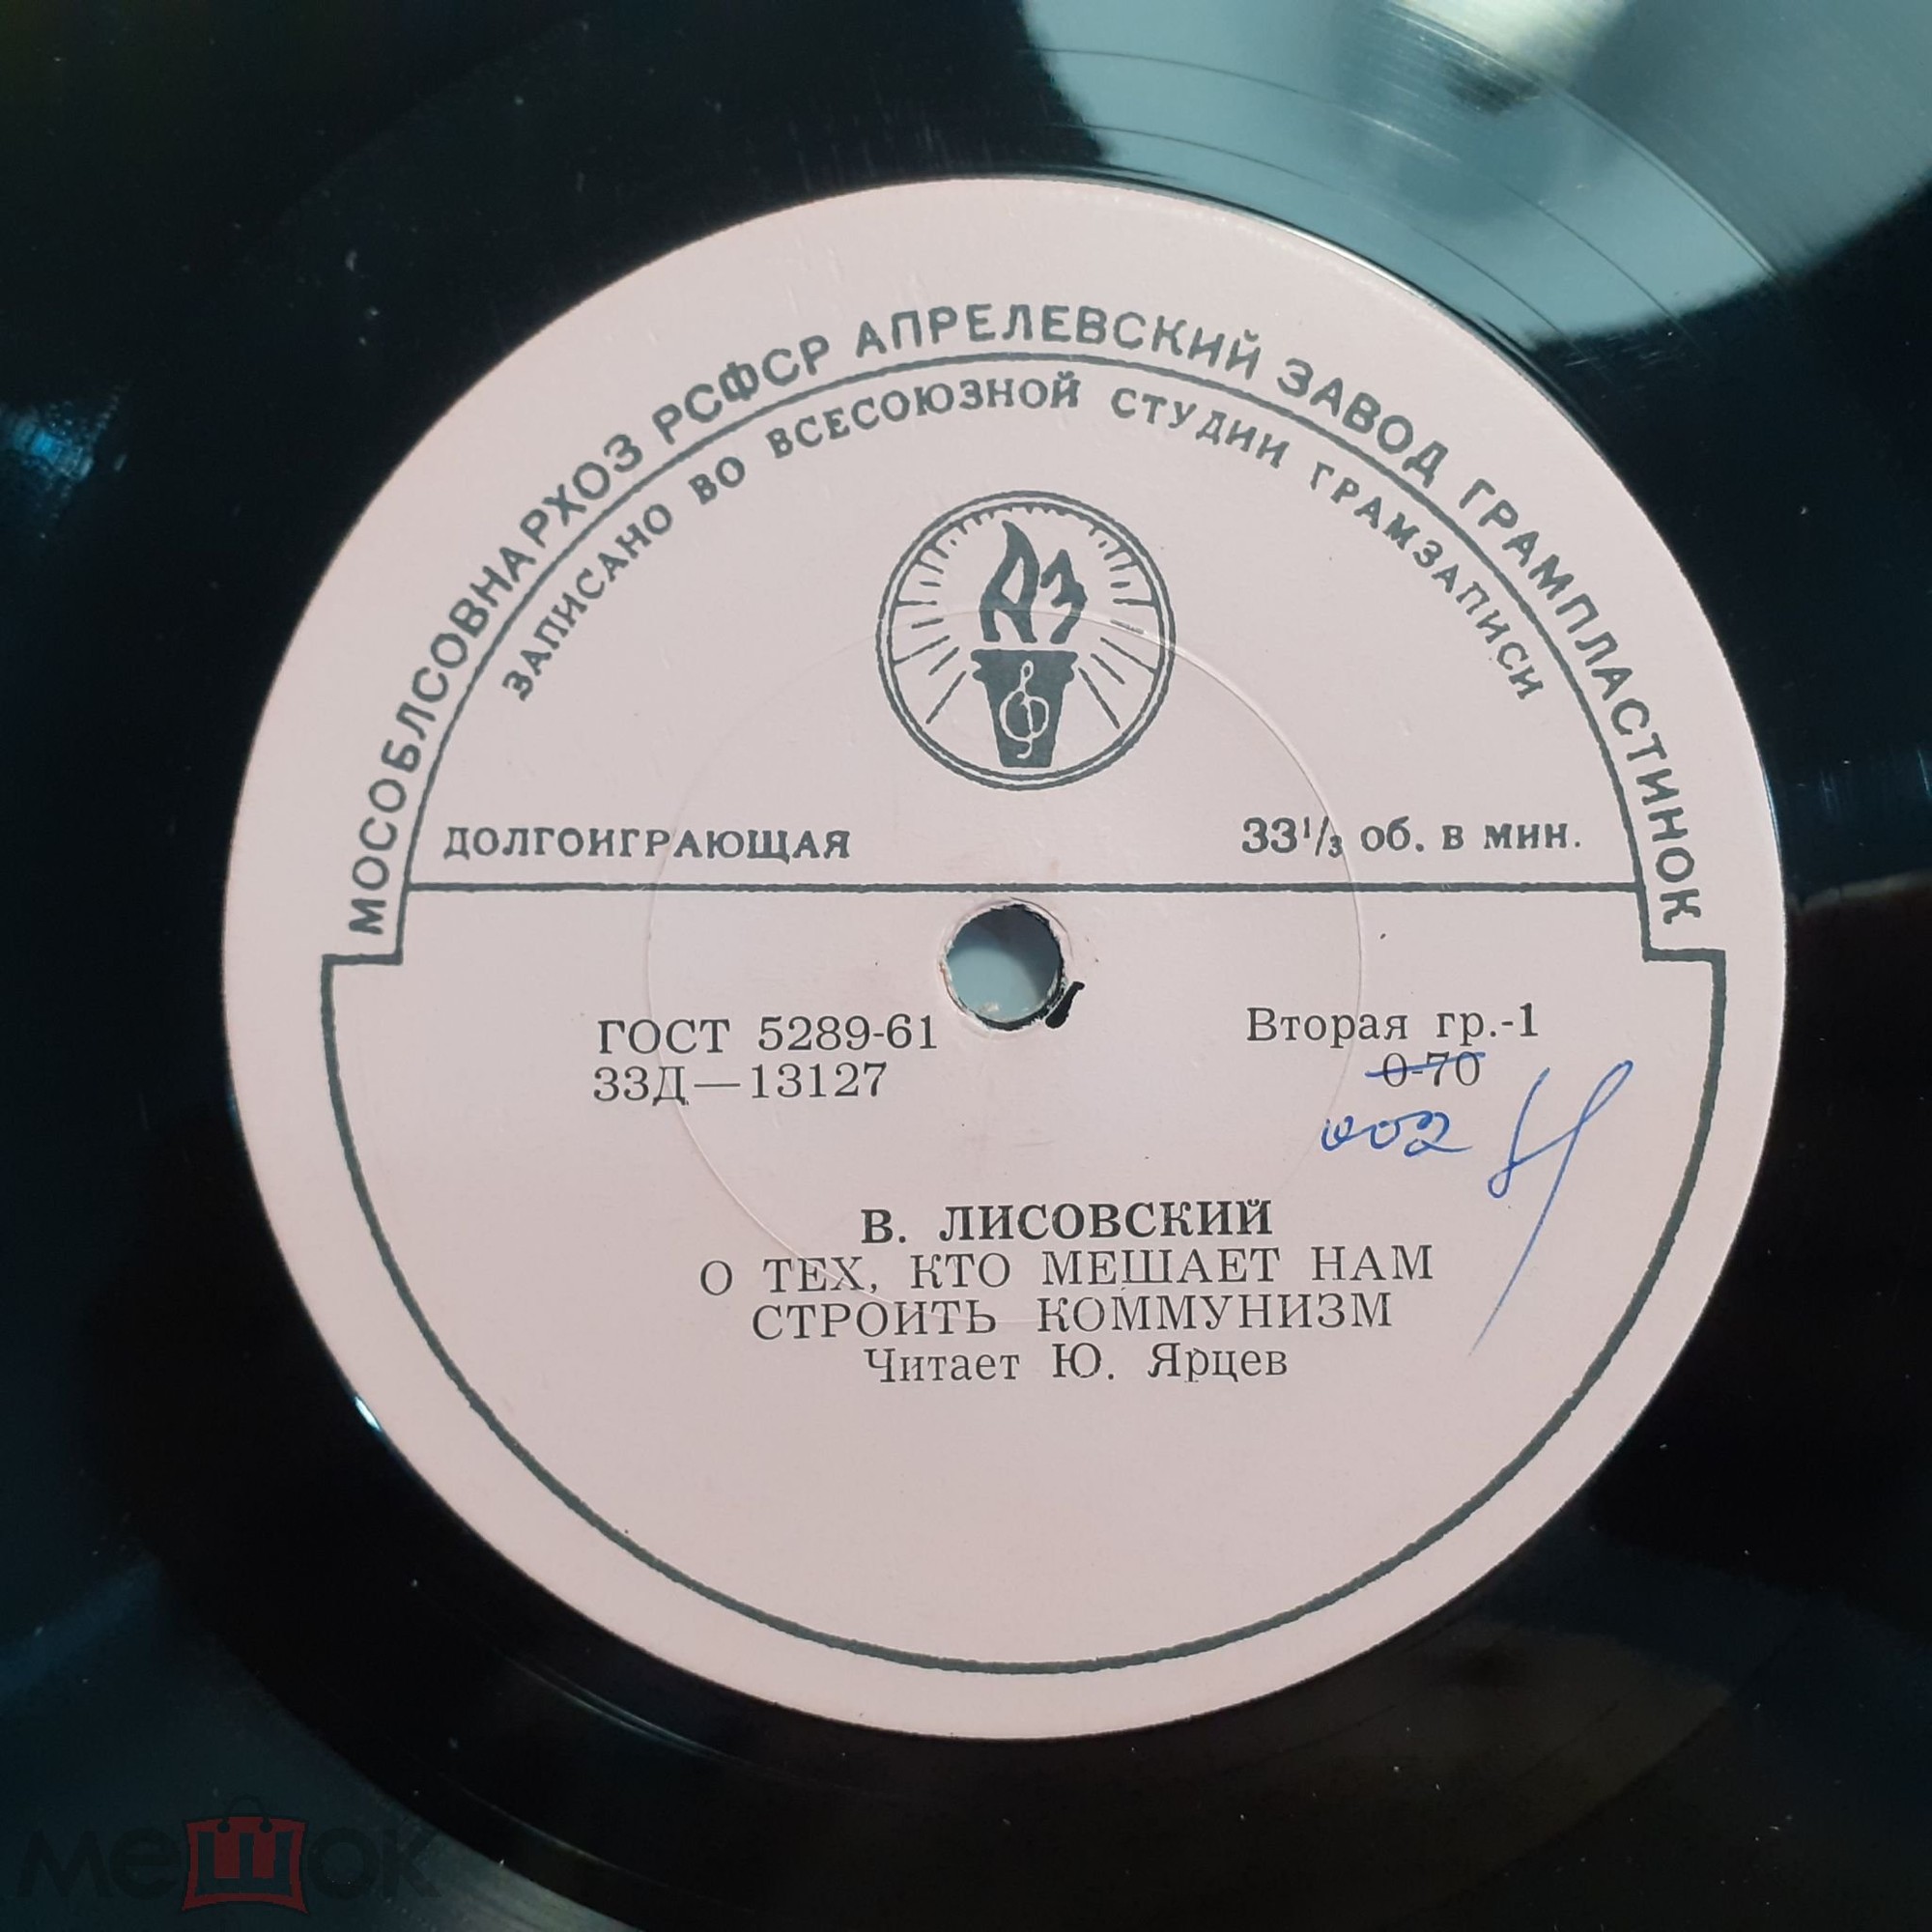 МОСОБЛСОВНАРХОЗ РСФСР АПРЕЛЕВСКИЙ ЗАВОД ГРАМПЛАСТИНОК
ЗАПИСАНО ВО ВСЕСОЮЗНОЙ СТУДИИ ГРАМЗАПИСИ
АЗ
ДОЛГОИГРАЮЩАЯ 33⅓ об. в мин.
ГОСТ 5289-61 Вторая гр.-1
33Д—13127 0-70
В. ЛИСОВСКИЙ
О ТЕХ, КТО МЕШАЕТ НАМ
СТРОИТЬ КОММУНИЗМ
Читает Ю. Ярцев
мешок